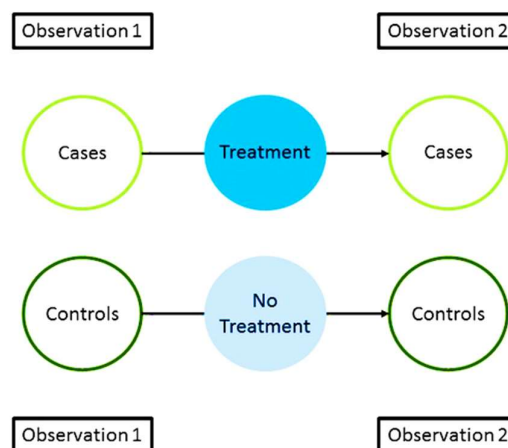 Observation 1
Observation 2
Cases
Treatment
Cases
Controls
No
Treatment
Controls
Observation 1
Observation 2